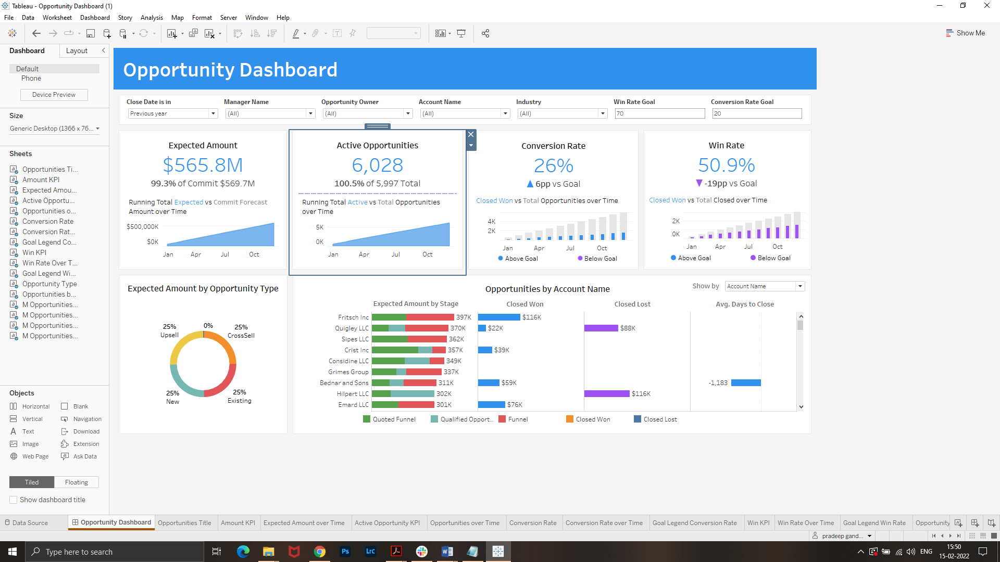 Tableau - Opportunity Dashboard (1)
File Data Worksheet Dashboard Story Analysis Map Format Server Window Help
Show Me
Dashboard Layout
Default
Phone
Device Preview
Size
Generic Desktop (1366 x 76...
Sheets
Opportunities Ti...
Amount KPI
Expected Amou...
Active Opportu...
Opportunities o...
Conversion Rate
Conversion Rat...
Goal Legend Co...
Win KPI
Win Rate Over T...
Goal Legend Wi...
Opportunity Type
Opportunities b...
M Opportunities...
M Opportunities...
M Opportunities...
M Opportunities...
Objects
Horizontal Blank
Vertical Navigation
Text Download
Image Extension
Web Page Ask Data
Tiled Floating
Show dashboard title
Opportunity Dashboard
Close Date is in Manager Name Opportunity Owner Account Name Industry Win Rate Goal Conversion Rate Goal
Previous year (All) (All) (All) (All) 70 20
Expected Amount
$565.8M
99.3% of Commit $569.7M
Running Total Expected vs Commit Forecast
Amount over Time
$500,000K
$0K
Jan Apr Jul Oct
Active Opportunities
6,028
100.5% of 5,997 Total
Running Total Active vs Total Opportunities
over Time
5K
0K
Jan Apr Jul Oct
Conversion Rate
26%
▲ 6pp vs Goal
Closed Won vs Total Opportunities over Time
4K
2K
Jan Apr Jul Oct
Above Goal Below Goal
Win Rate
50.9%
▼ -19pp vs Goal
Closed Won vs Total Closed over Time
2K
0K
Jan Apr Jul Oct
Above Goal Below Goal
Expected Amount by Opportunity Type
25% 0% 25%
Upsell CrossSell
25% 25%
New Existing
Opportunities by Account Name
Show by Account Name
Expected Amount by Stage Closed Won Closed Lost Avg. Days to Close
Fritsch Inc 397K $116K
Quigley LLC 370K $22K $88K
Sipes LLC 362K
Crist Inc 357K $39K
Considine LLC 349K
Grimes Group 337K
Bednar and Sons 311K $59K -1,183
Hilpert LLC 302K $116K
Emard LLC 301K $76K
Quoted Funnel Qualified Opport.. Funnel Closed Won Closed Lost
Data Source Opportunity Dashboard Opportunities Title Amount KPI Expected Amount over Time Active Opportunity KPI Opportunities over Time Conversion Rate Conversion Rate over Time Goal Legend Conversion Rate Win KPI Win Rate Over Time Goal Legend Win Rate Opportunity
pradeep gand...
Type here to search
Ps
Lrc
ENG
15:50
15-02-2022